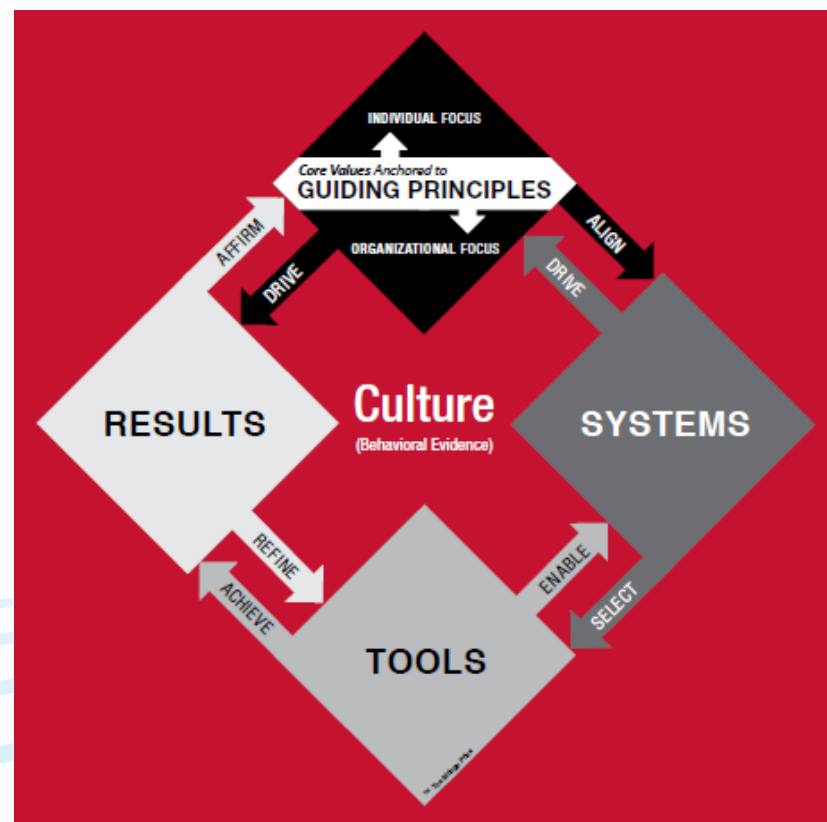 INDIVIDUAL FOCUS
Core Values Anchored to
GUIDING PRINCIPLES
ORGANIZATIONAL FOCUS
AFFIRM
DRIVE
ALIGN
DRIVE
RESULTS
Culture
(Behavioral Evidence)
SYSTEMS
REFINE
ACHIEVE
ENABLE
SELECT
TOOLS